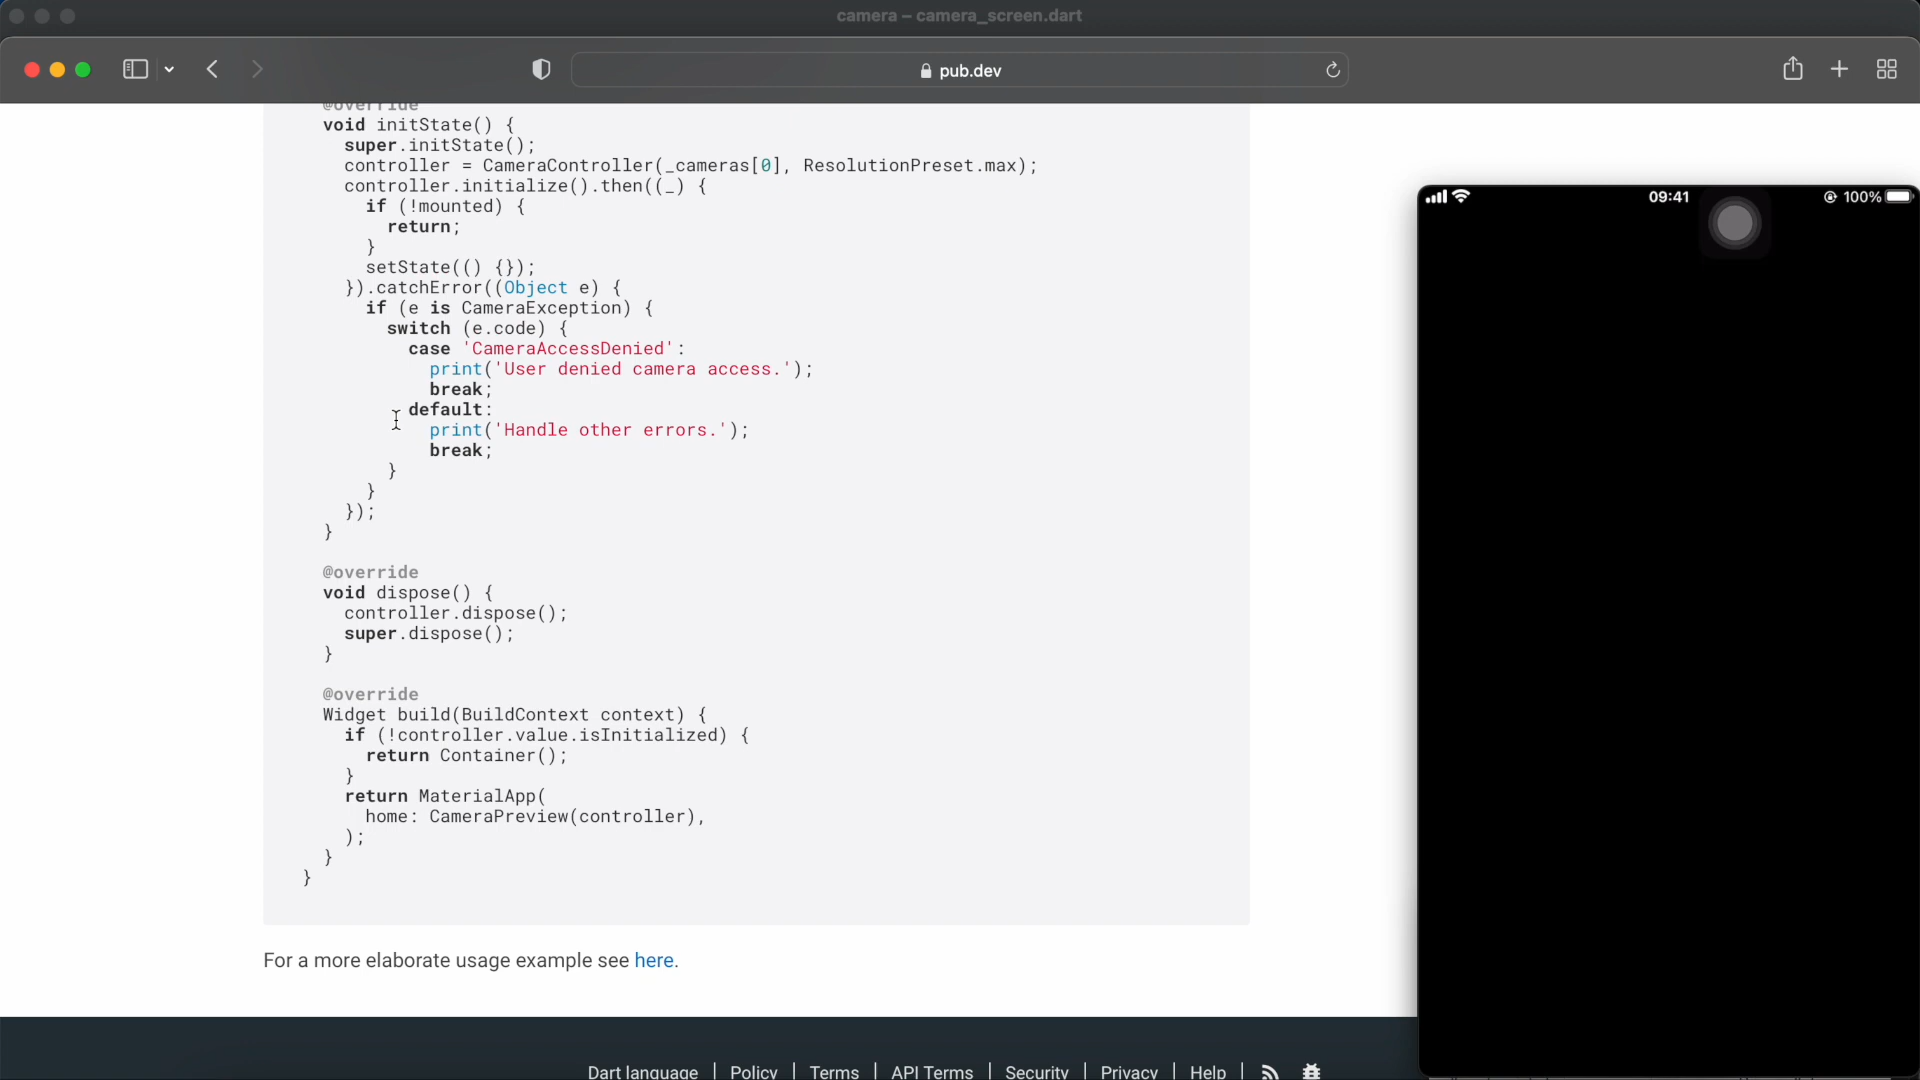 camera – camera_screen.dart
pub.dev
@override
void initState() {
super.initState();
controller = CameraController(_cameras[0], ResolutionPreset.max);
controller.initialize().then((_) {
if (!mounted) {
return;
}
setState(() {});
}).catchError((Object e) {
if (e is CameraException) {
switch (e.code) {
case 'CameraAccessDenied':
print('User denied camera access.');
break;
default:
print('Handle other errors.');
break;
}
}
});
}
@override
void dispose() {
controller.dispose();
super.dispose();
}
@override
Widget build(BuildContext context) {
if (!controller.value.isInitialized) {
return Container();
}
return MaterialApp(
home: CameraPreview(controller),
);
}
}
For a more elaborate usage example see here.
Dart language | Policy | Terms | API Terms | Security | Privacy | Help |
09:41
100%